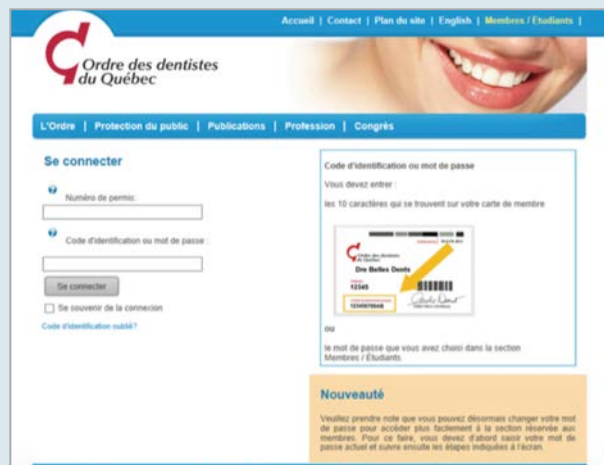 Accueil | Contact | Plan du site | English | Membres / Étudiants |
Ordre des dentistes
du Québec
L'Ordre | Protection du public | Publications | Profession | Congrès
Se connecter
Numéro de permis:
Code d'identification ou mot de passe :
Se connecter
Se souvenir de la connexion
Code d'identification oublié?
Code d'identification ou mot de passe
Vous devez entrer :
les 10 caractères qui se trouvent sur votre carte de membre
Ordre des dentistes
du Québec
Dre Belles Dents
12345
ou
le mot de passe que vous avez choisi dans la section
Membres / Étudiants
Nouveauté
Veuillez prendre note que vous pouvez désormais changer votre mot
de passe pour accéder plus facilement à la section réservée aux
membres. Pour ce faire, vous devez d'abord saisir votre mot de
passe actuel et suivre ensuite les étapes indiquées à l'écran.